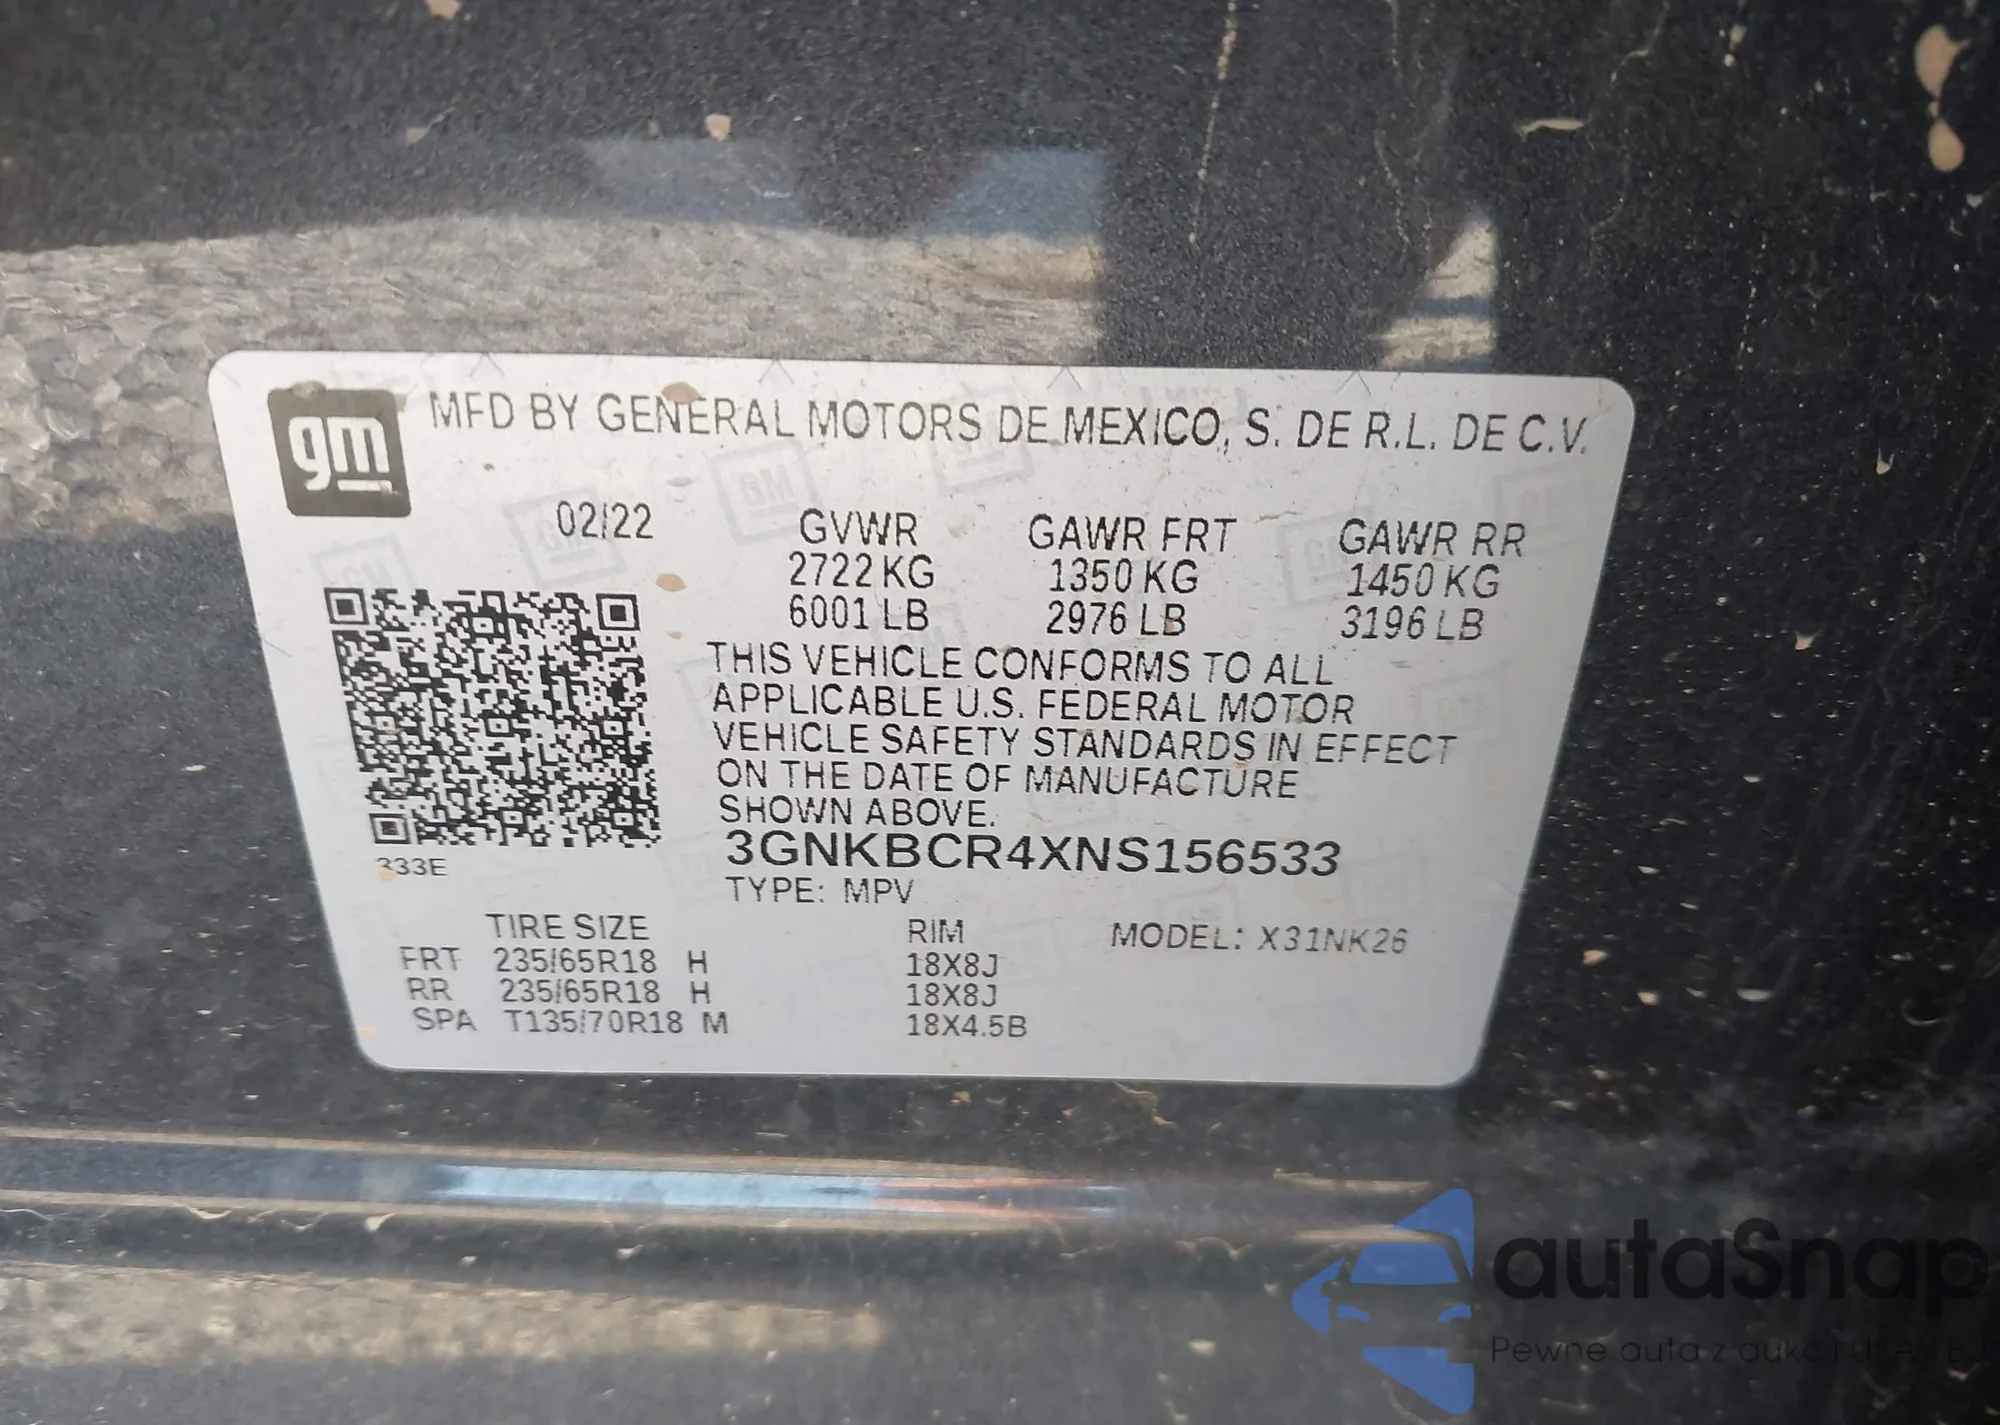 gm
MFD BY GENERAL MOTORS DE MEXICO, S. DE R.L. DE C.V.
02/22 GVWR GAWR FRT GAWR RR
2722 KG 1350 KG 1450 KG
6001 LB 2976 LB 3196 LB
THIS VEHICLE CONFORMS TO ALL
APPLICABLE U.S. FEDERAL MOTOR
VEHICLE SAFETY STANDARDS IN EFFECT
ON THE DATE OF MANUFACTURE
SHOWN ABOVE.
3GNKBCR4XNS156533
333E
TYPE: MPV
TIRE SIZE RIM MODEL: X31NK26
FRT 235/65R18 H 18X8J
RR 235/65R18 H 18X8J
SPA T135/70R18 M 18X4.5B
autaSnap
Pewne auta z